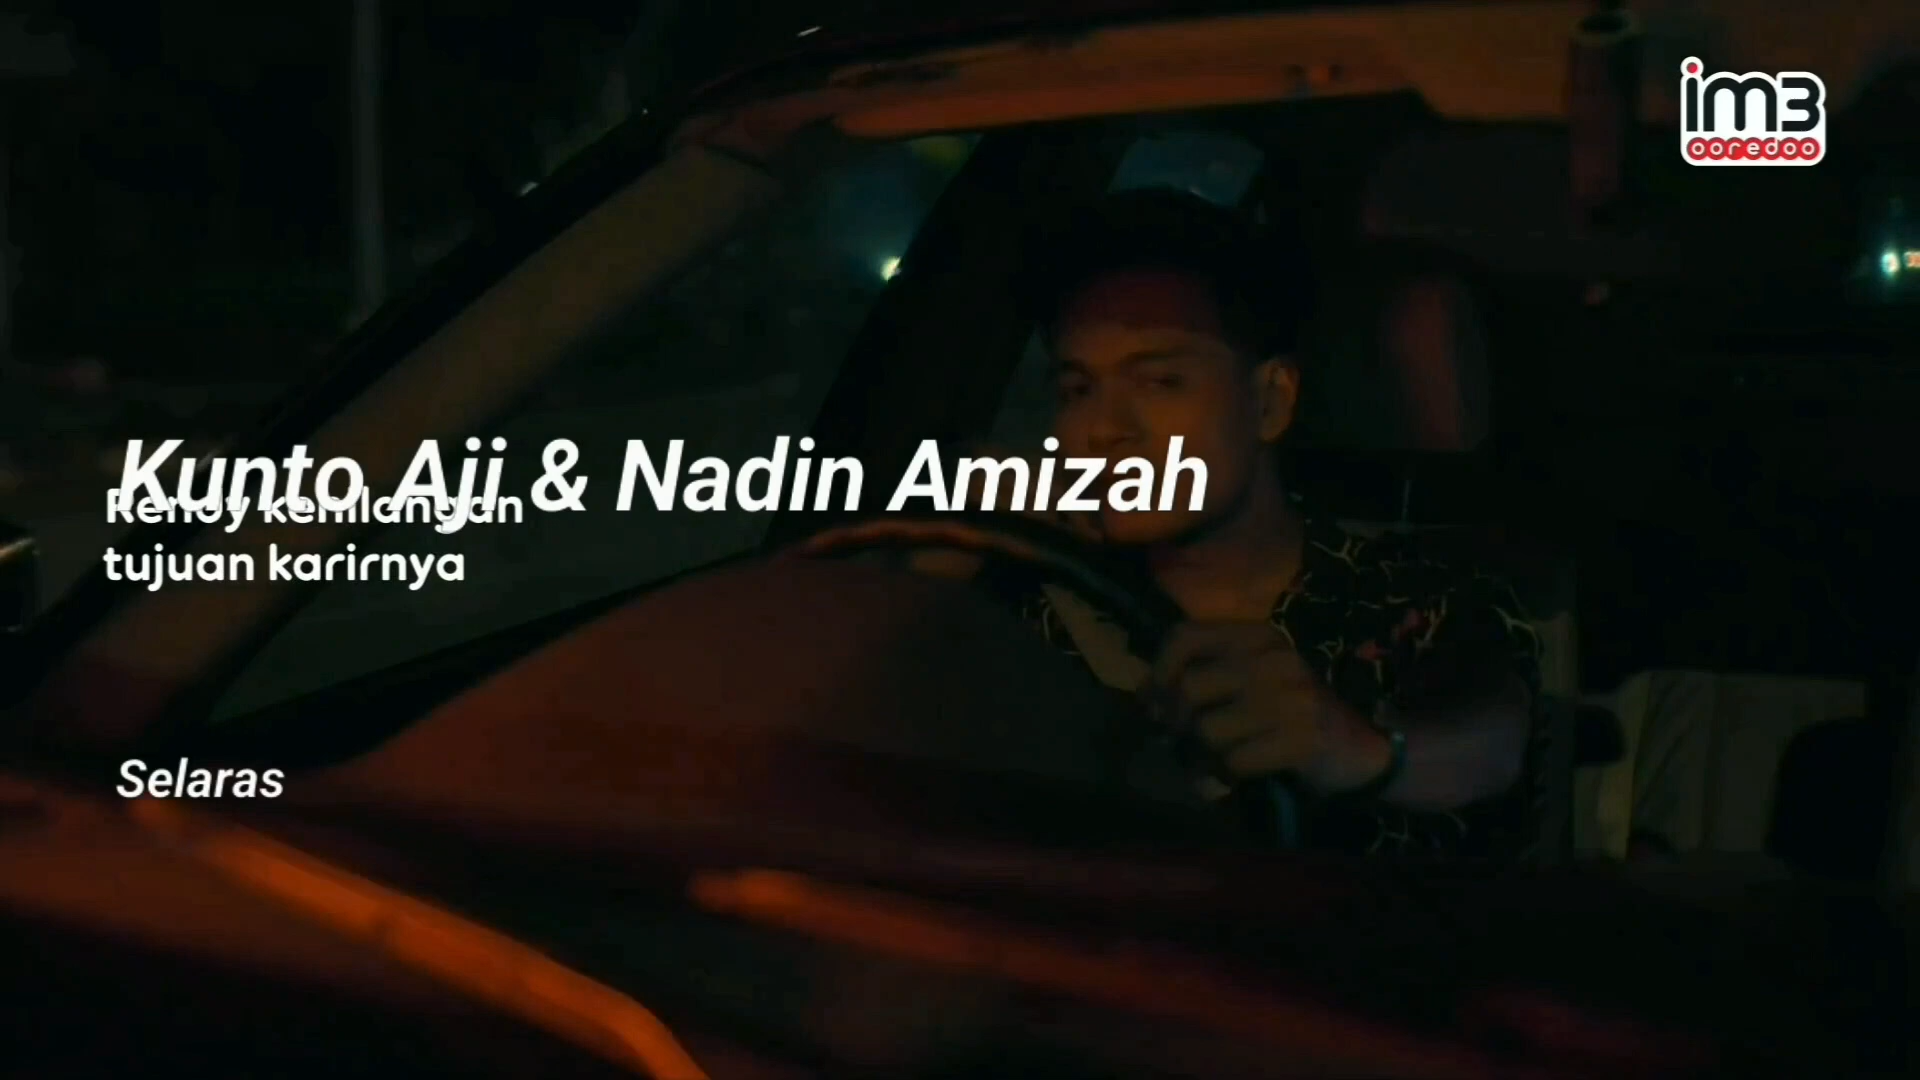 im3
ooredoo
Kunto Aji & Nadin Amizah
Rendy kehilangan
tujuan karirnya
Selaras